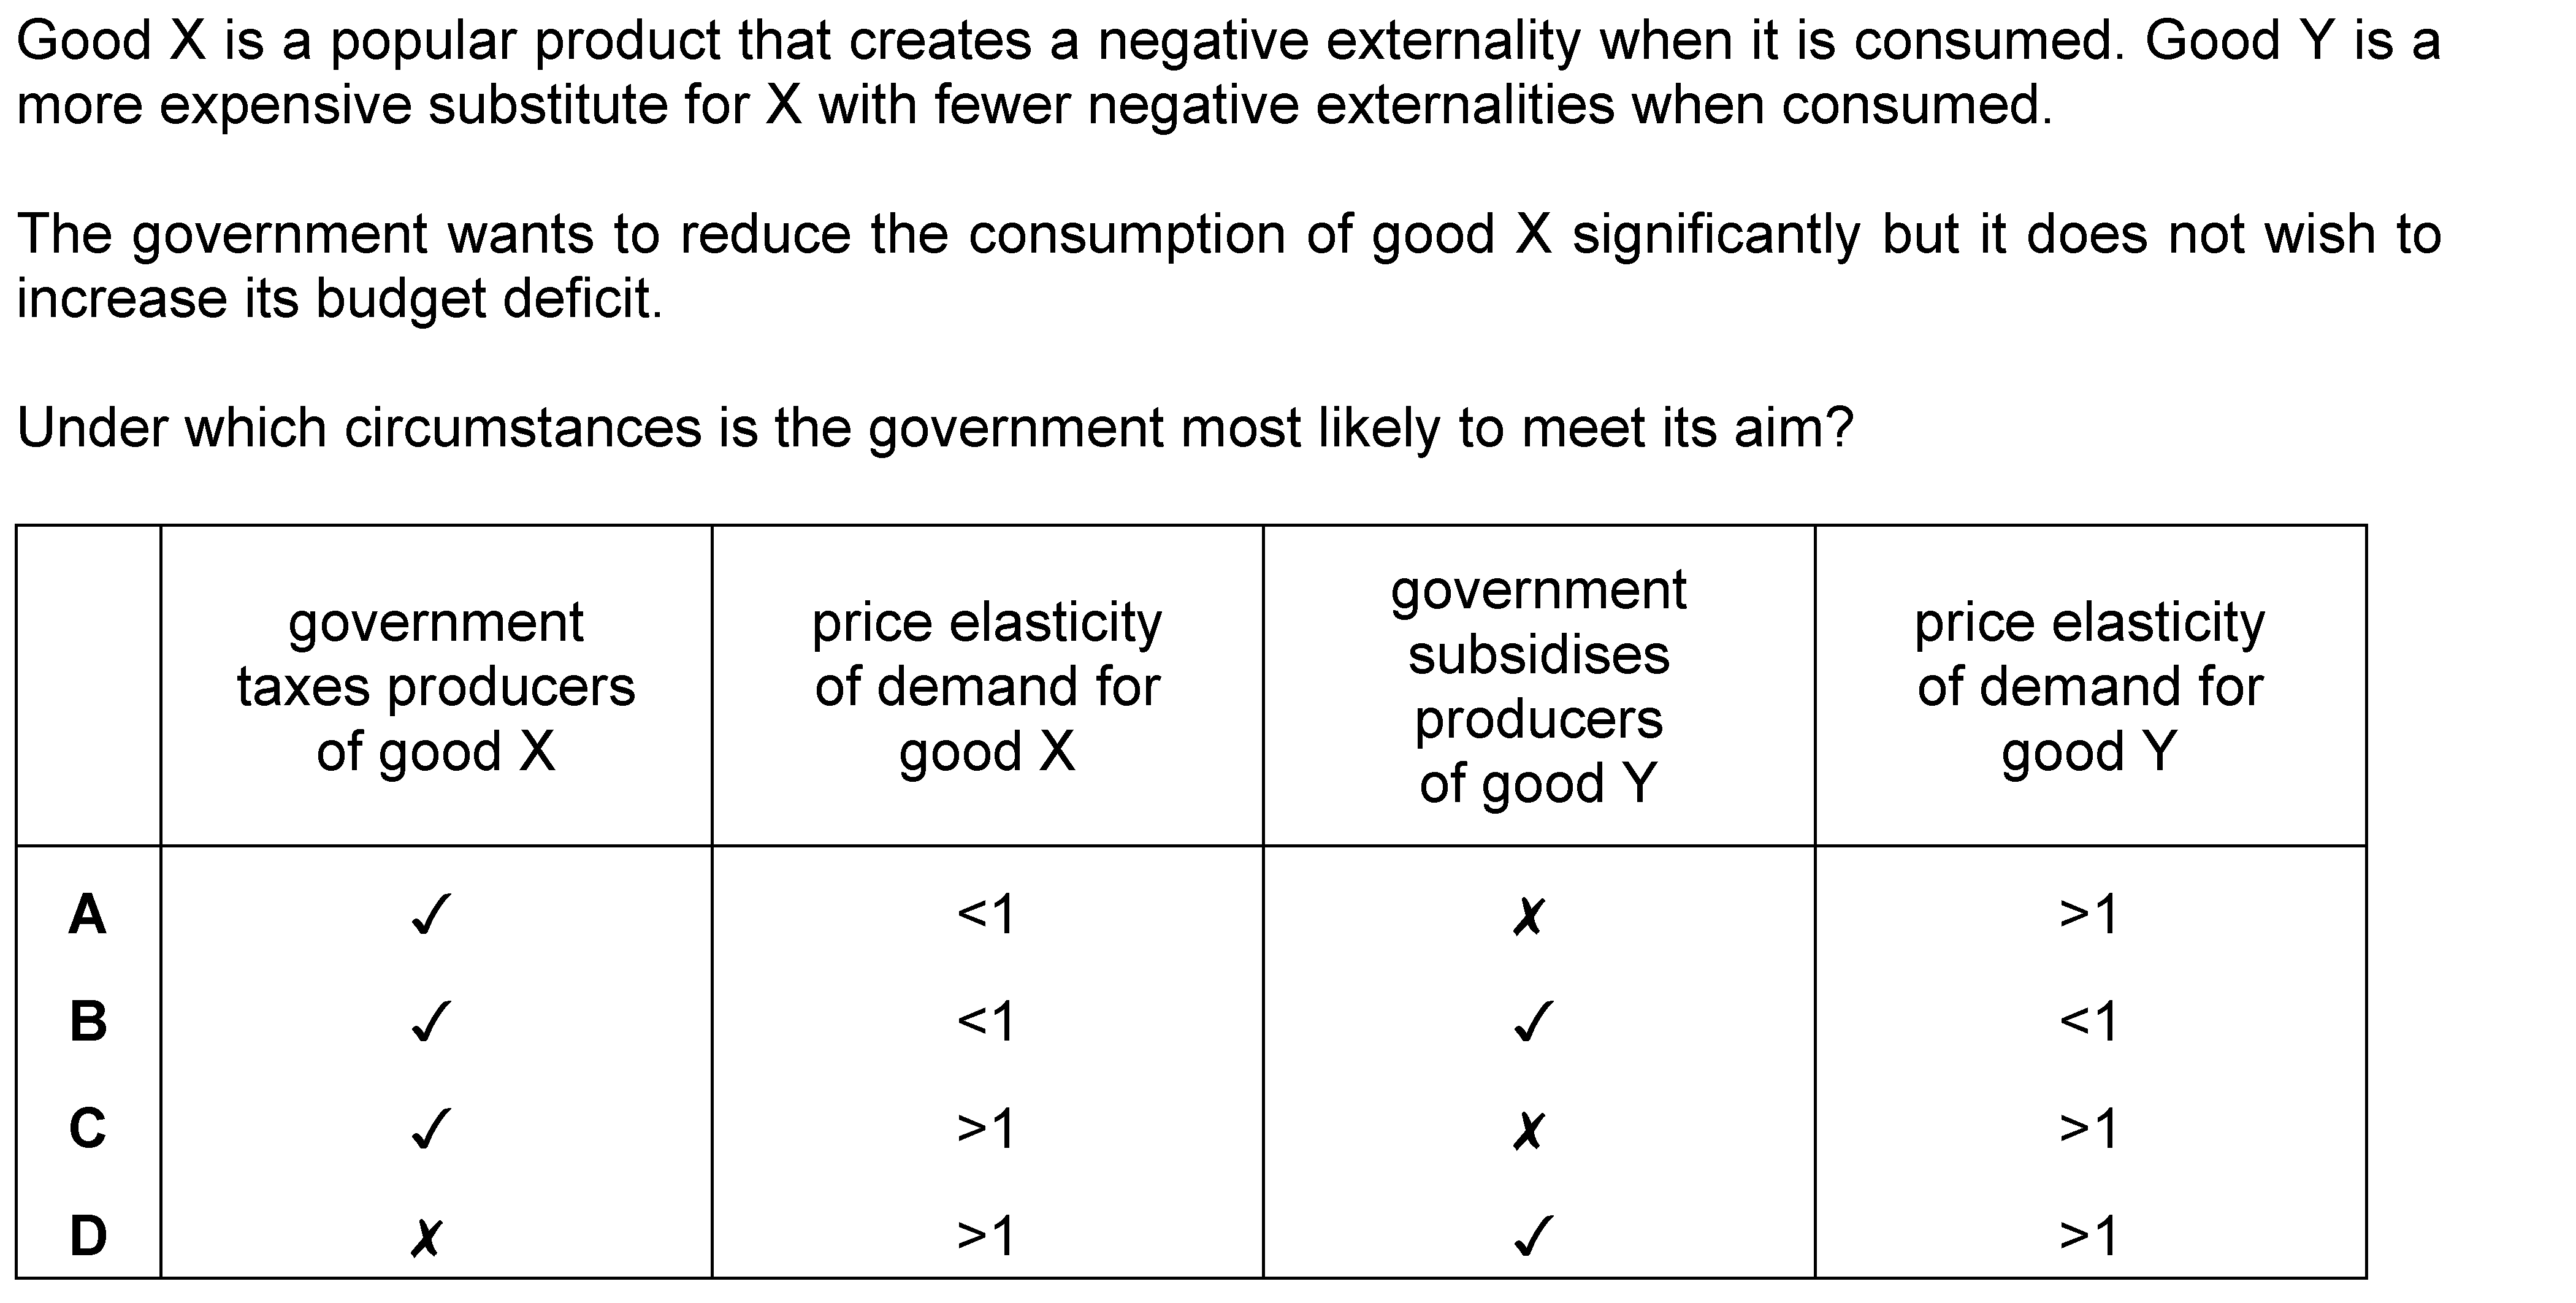 Good X is a popular product that creates a negative externality when it is consumed. Good Y is a
more expensive substitute for X with fewer negative externalities when consumed.
The government wants to reduce the consumption of good X significantly but it does not wish to
increase its budget deficit.
Under which circumstances is the government most likely to meet its aim?
government
taxes producers
of good X
price elasticity
of demand for
good X
government
subsidises
producers
of good Y
price elasticity
of demand for
good Y
A ✓ <1 ✗ >1
B ✓ <1 ✓ <1
C ✓ >1 ✗ >1
D ✗ >1 ✓ >1